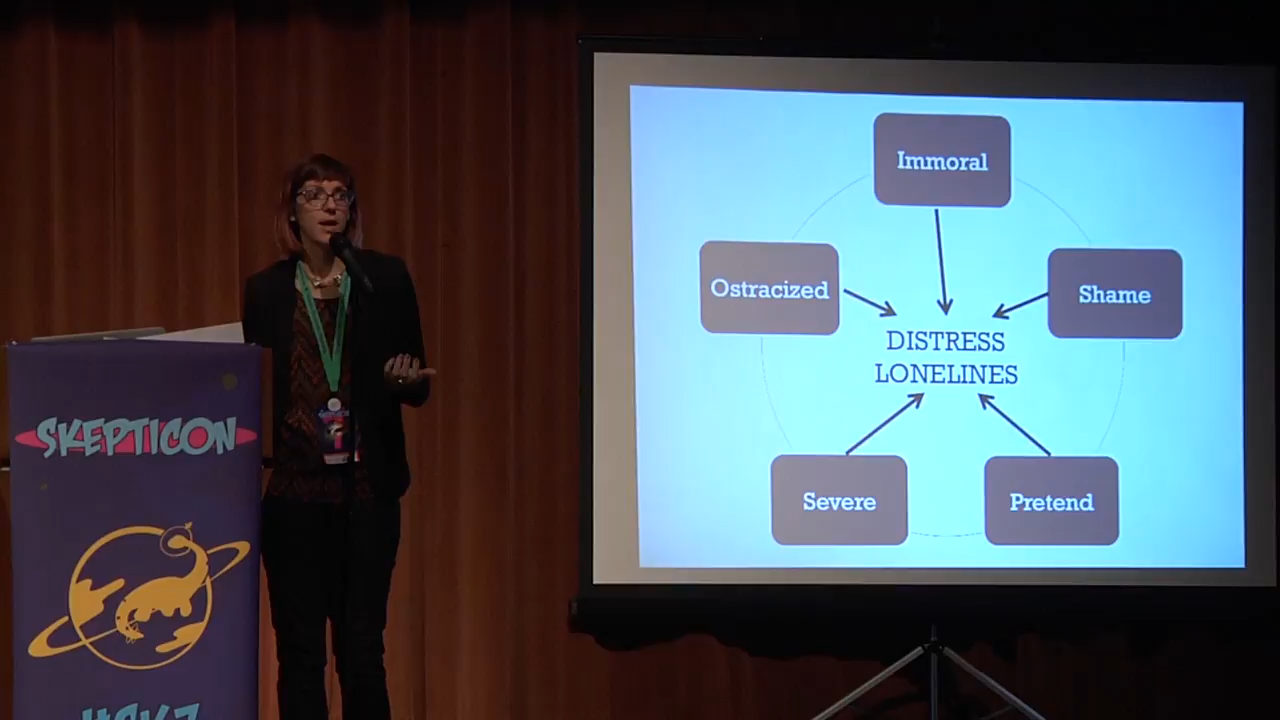 SKEPTICON
Immoral
Ostracized
Shame
DISTRESS
LONELINES
Severe
Pretend